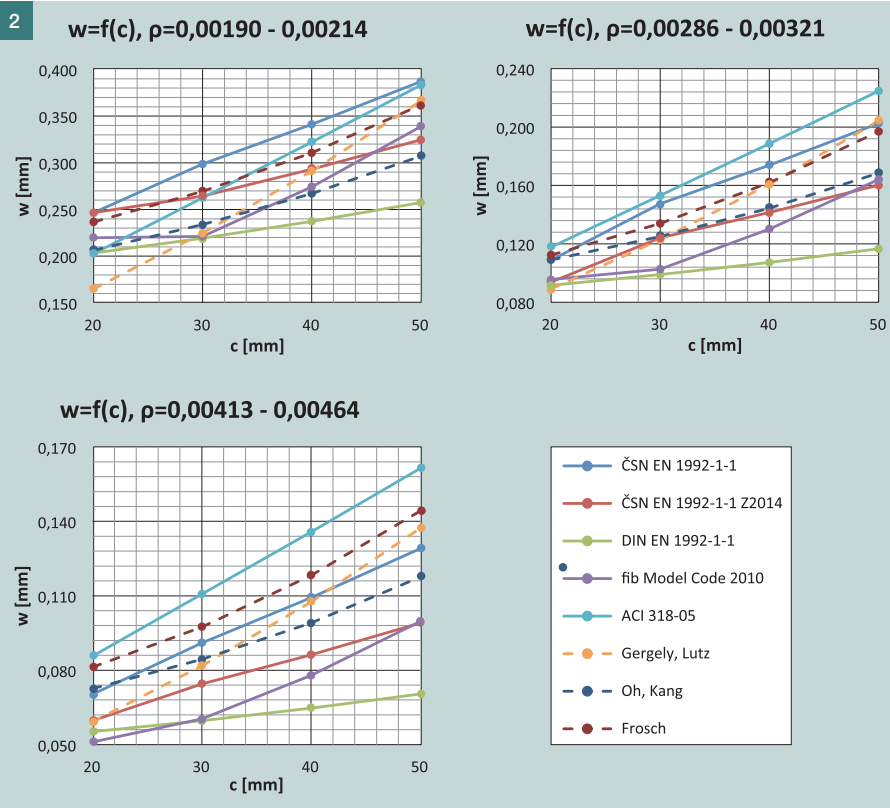 2
w=f(c), ρ=0,00190 - 0,00214
0,400
0,350
0,300
0,250
0,200
0,150
w [mm]
20 30 40 50
c [mm]
w=f(c), ρ=0,00286 - 0,00321
0,240
0,200
0,160
0,120
0,080
w [mm]
20 30 40 50
c [mm]
w=f(c), ρ=0,00413 - 0,00464
0,170
0,140
0,110
0,080
0,050
w [mm]
20 30 40 50
c [mm]
ČSN EN 1992-1-1
ČSN EN 1992-1-1 Z2014
DIN EN 1992-1-1
fib Model Code 2010
ACI 318-05
Gergely, Lutz
Oh, Kang
Frosch